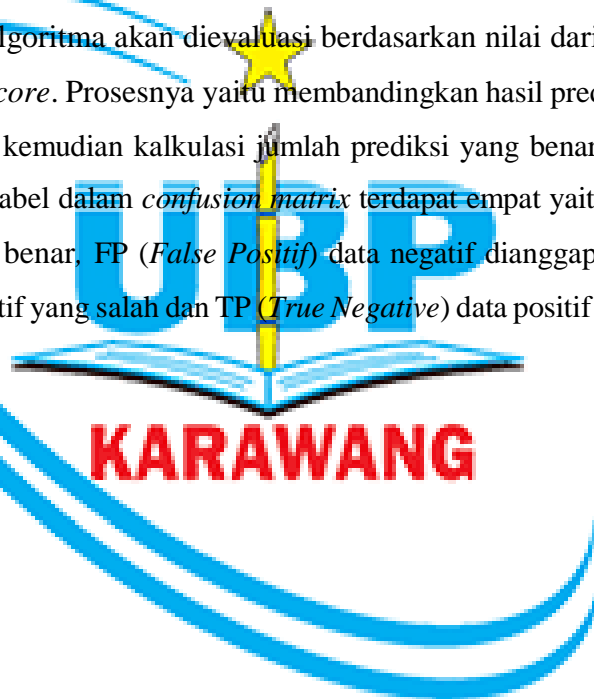 lgoritma akan dievaluasi berdasarkan nilai dari
core. Prosesnya yaitu membandingkan hasil pred
kemudian kalkulasi jumlah prediksi yang benar
abel dalam confusion matrix terdapat empat yait
benar, FP (False Positif) data negatif dianggap
tif yang salah dan TP (True Negative) data positif
UBP
KARAWANG